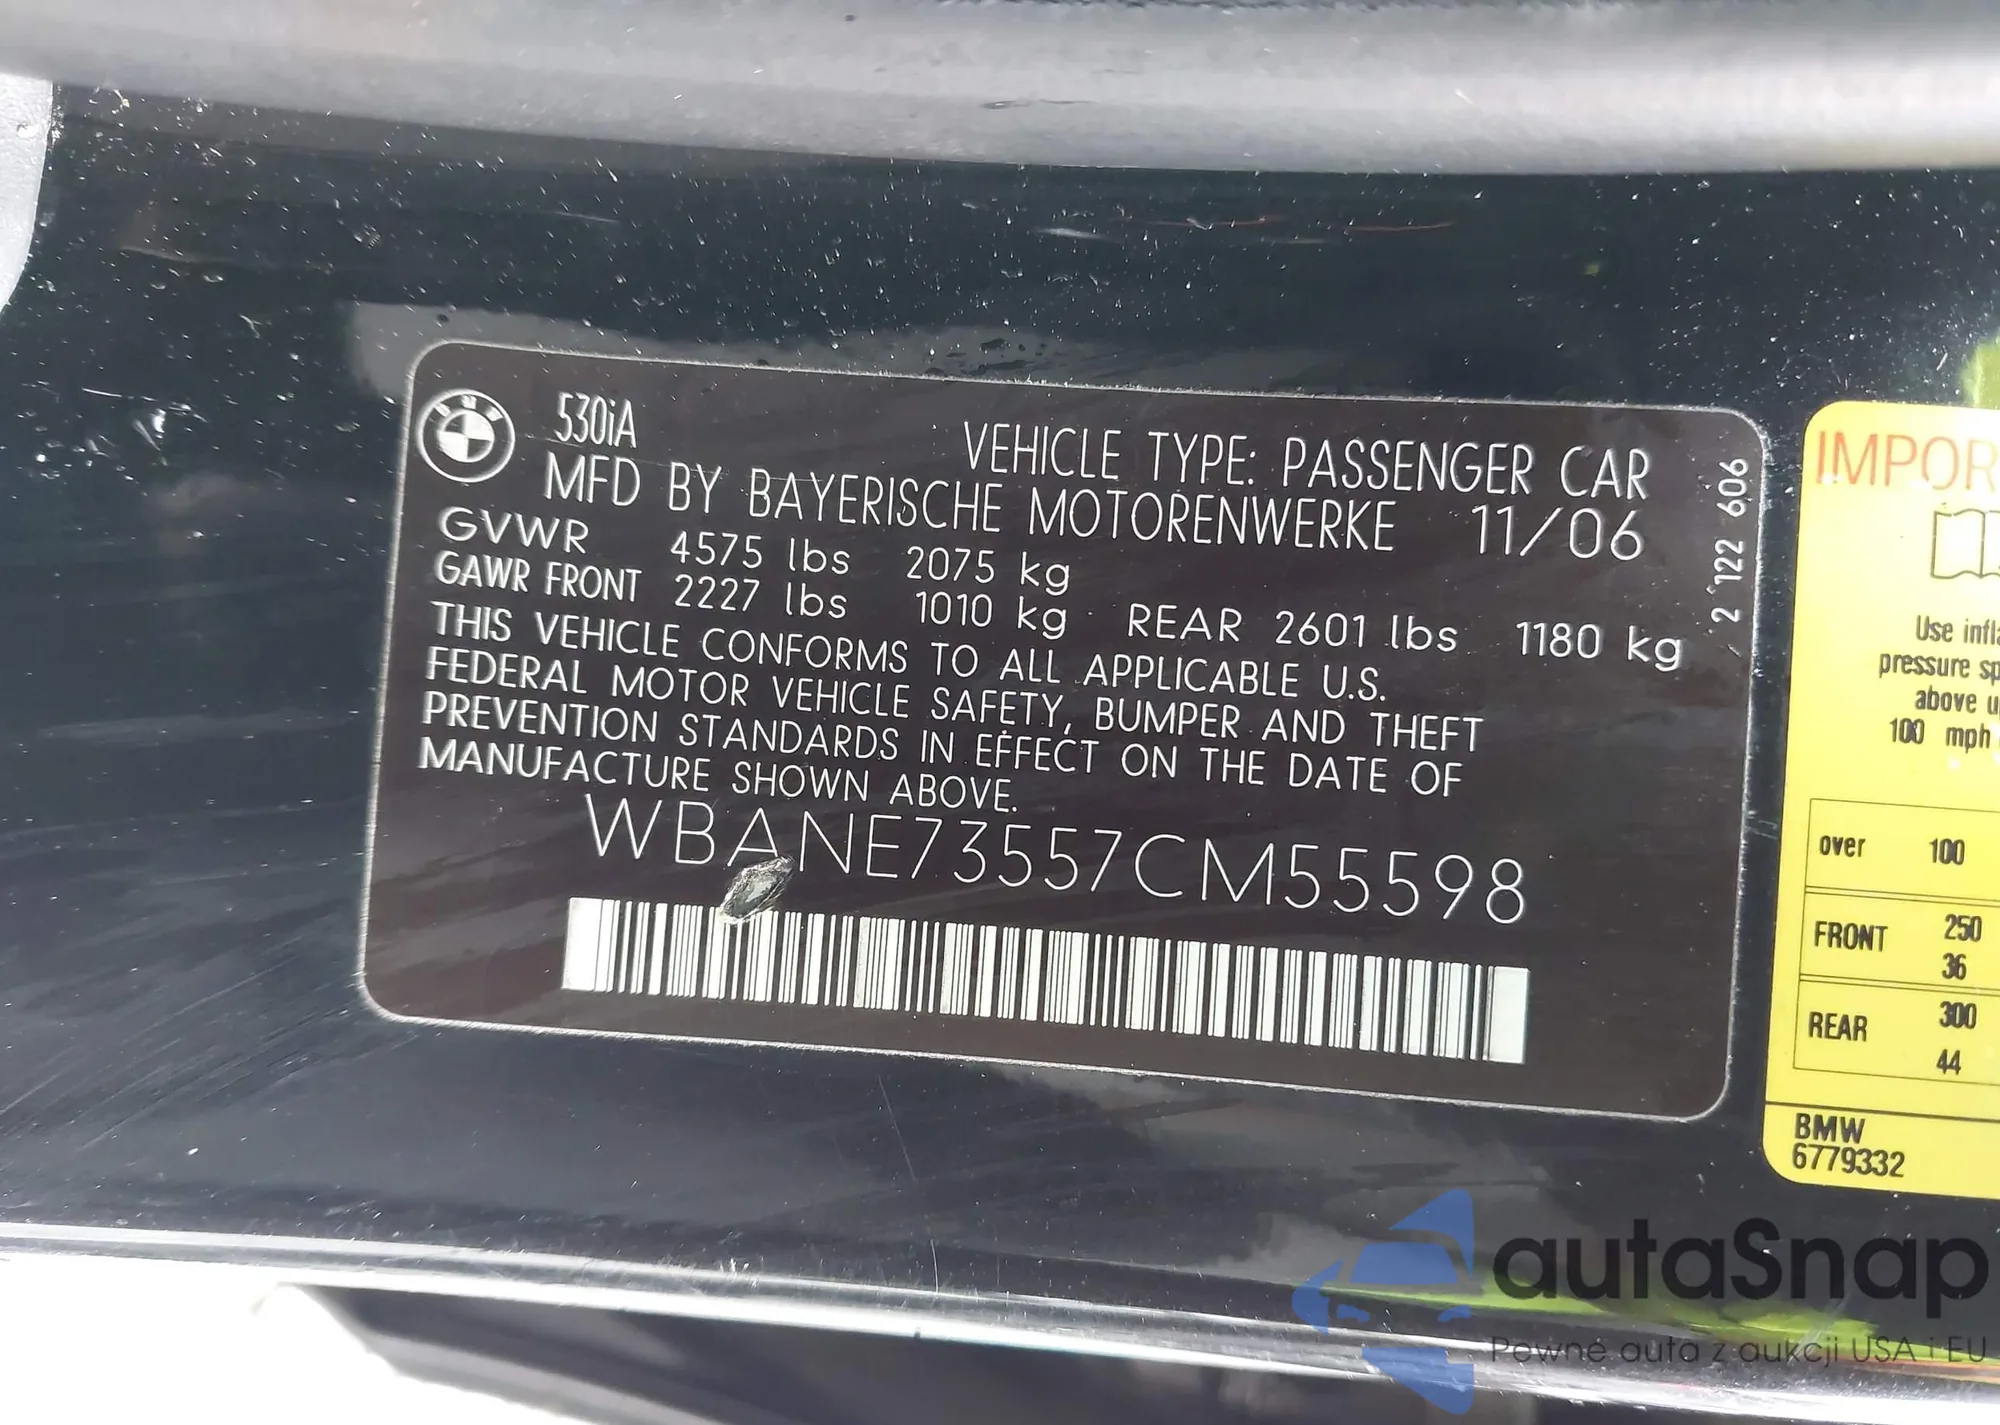 BMW
530iA
VEHICLE TYPE: PASSENGER CAR
MFD BY BAYERISCHE MOTORENWERKE 11/06
GVWR 4575 lbs 2075 kg
GAWR FRONT 2227 lbs 1010 kg REAR 2601 lbs 1180 kg
THIS VEHICLE CONFORMS TO ALL APPLICABLE U.S.
FEDERAL MOTOR VEHICLE SAFETY, BUMPER AND THEFT
PREVENTION STANDARDS IN EFFECT ON THE DATE OF
MANUFACTURE SHOWN ABOVE.
WBANE73557CM55598
2 122 606
IMPOR
Use infl
pressure sp
above u
100 mph
over 100
FRONT 250
36
REAR 300
44
BMW
6779332
autaSnap
Pewne auta z aukcji USA i EU